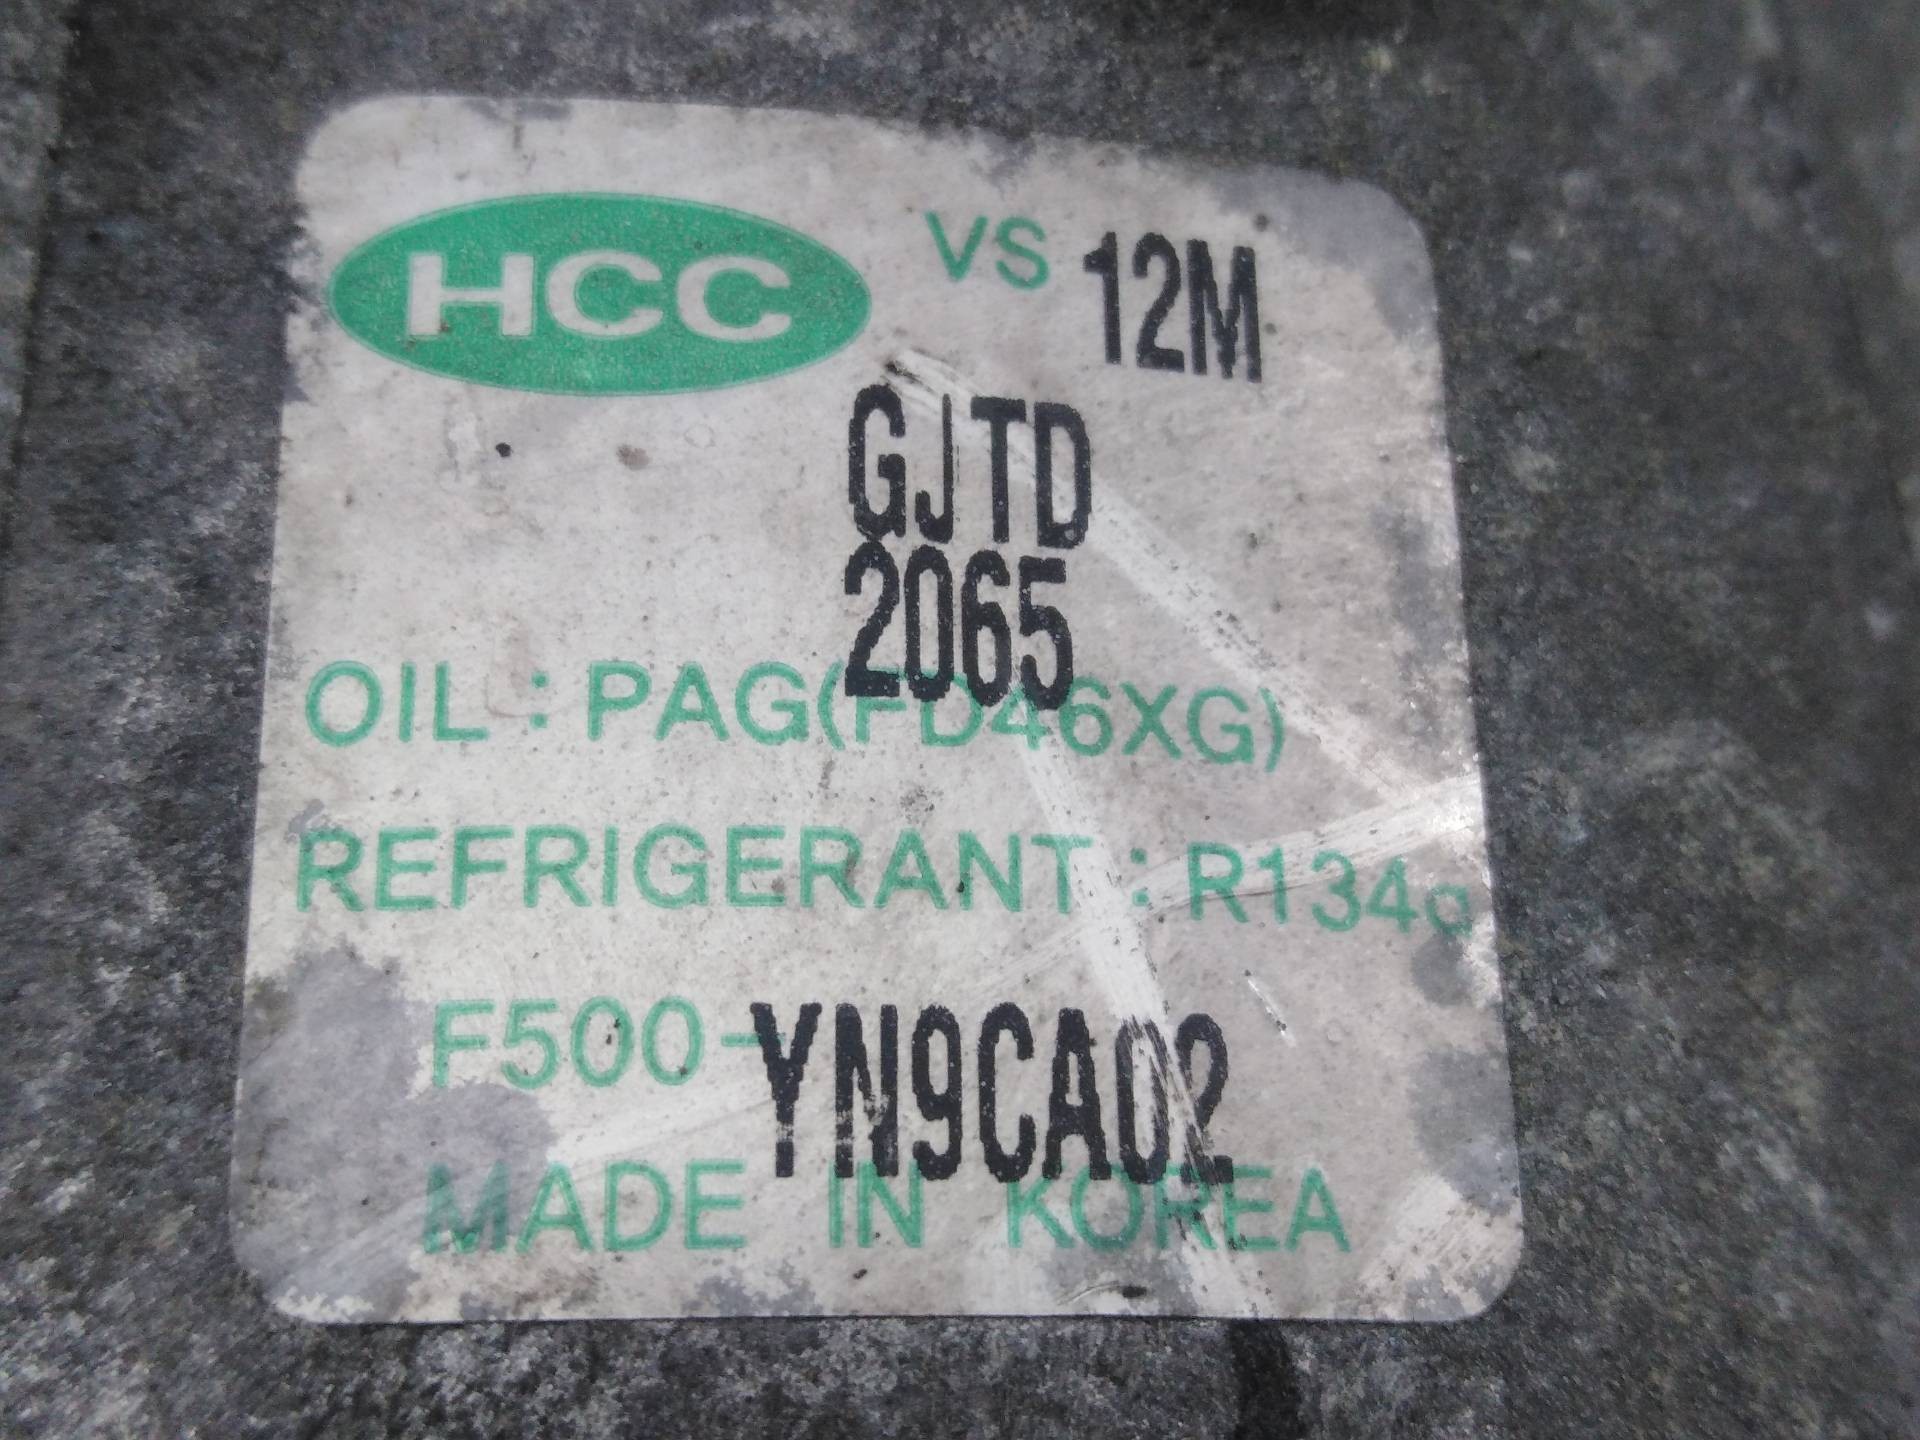 HCC VS 12M
GJTD
2065
OIL : PAG(FD46XG)
REFRIGERANT : R134a
F500-YN9CA02
MADE IN KOREA